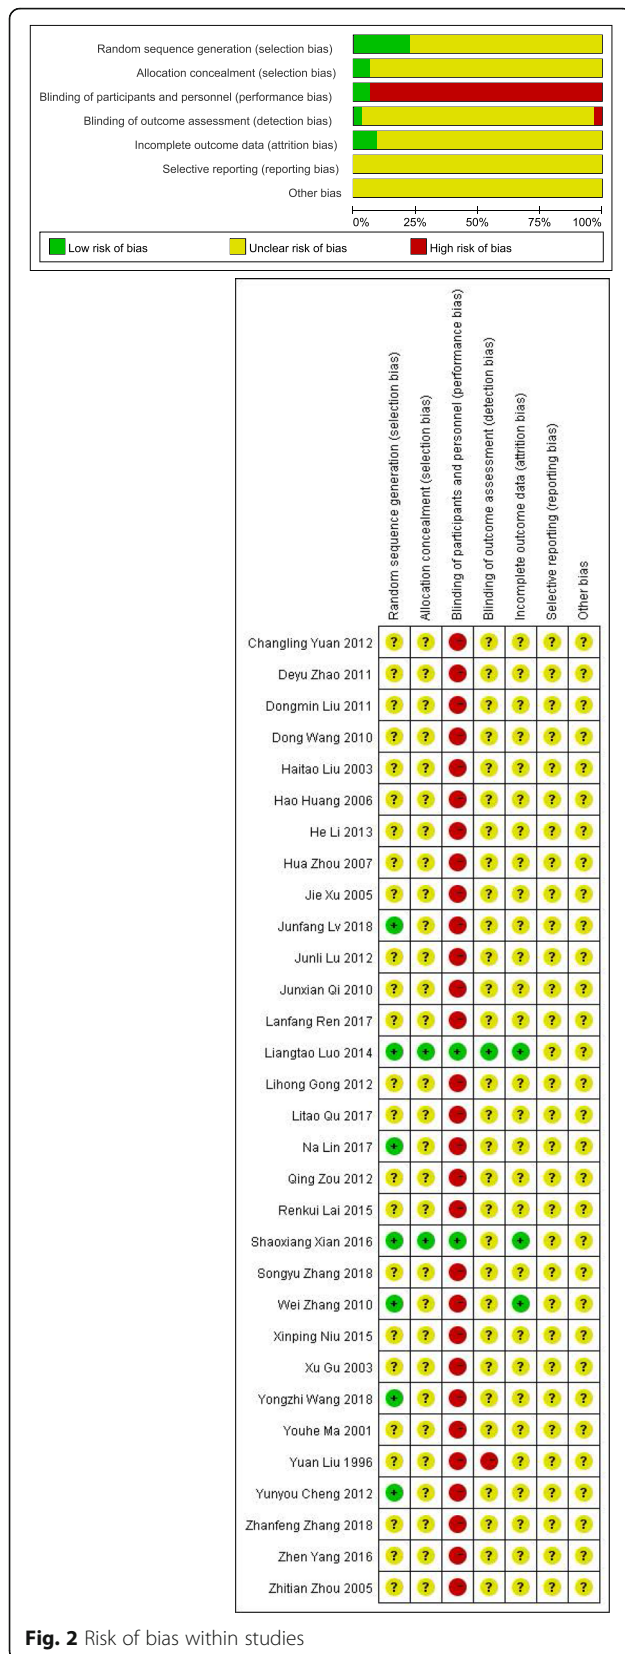 Random sequence generation (selection bias)
Allocation concealment (selection bias)
Blinding of participants and personnel (performance bias)
Blinding of outcome assessment (detection bias)
Incomplete outcome data (attrition bias)
Selective reporting (reporting bias)
Other bias
0% 25% 50% 75% 100%
Low risk of bias Unclear risk of bias High risk of bias
Random sequence generation (selection bias)
Allocation concealment (selection bias)
Blinding of participants and personnel (performance bias)
Blinding of outcome assessment (detection bias)
Incomplete outcome data (attrition bias)
Selective reporting (reporting bias)
Other bias
Changling Yuan 2012 ? ? - ? ? ? ?
Deyu Zhao 2011 ? ? - ? ? ? ?
Dongmin Liu 2011 ? ? - ? ? ? ?
Dong Wang 2010 ? ? - ? ? ? ?
Haitao Liu 2003 ? ? - ? ? ? ?
Hao Huang 2006 ? ? - ? ? ? ?
He Li 2013 ? ? - ? ? ? ?
Hua Zhou 2007 ? ? - ? ? ? ?
Jie Xu 2005 ? ? - ? ? ? ?
Junfang Lv 2018 + ? - ? ? ? ?
Junli Lu 2012 ? ? - ? ? ? ?
Junxian Qi 2010 ? ? - ? ? ? ?
Lanfang Ren 2017 ? ? - ? ? ? ?
Liangtao Luo 2014 + + + + + ? ?
Lihong Gong 2012 ? ? - ? ? ? ?
Litao Qu 2017 ? ? - ? ? ? ?
Na Lin 2017 + ? - ? ? ? ?
Qing Zou 2012 ? ? - ? ? ? ?
Renkui Lai 2015 ? ? - ? ? ? ?
Shaoxiang Xian 2016 + + + ? + ? ?
Songyu Zhang 2018 ? ? - ? ? ? ?
Wei Zhang 2010 + ? - ? + ? ?
Xinping Niu 2015 ? ? - ? ? ? ?
Xu Gu 2003 ? ? - ? ? ? ?
Yongzhi Wang 2018 + ? - ? ? ? ?
Youhe Ma 2001 ? ? - ? ? ? ?
Yuan Liu 1996 ? ? - - ? ? ?
Yunyou Cheng 2012 + ? - ? ? ? ?
Zhanfeng Zhang 2018 ? ? - ? ? ? ?
Zhen Yang 2016 ? ? - ? ? ? ?
Zhitian Zhou 2005 ? ? - ? ? ? ?
Fig. 2 Risk of bias within studies